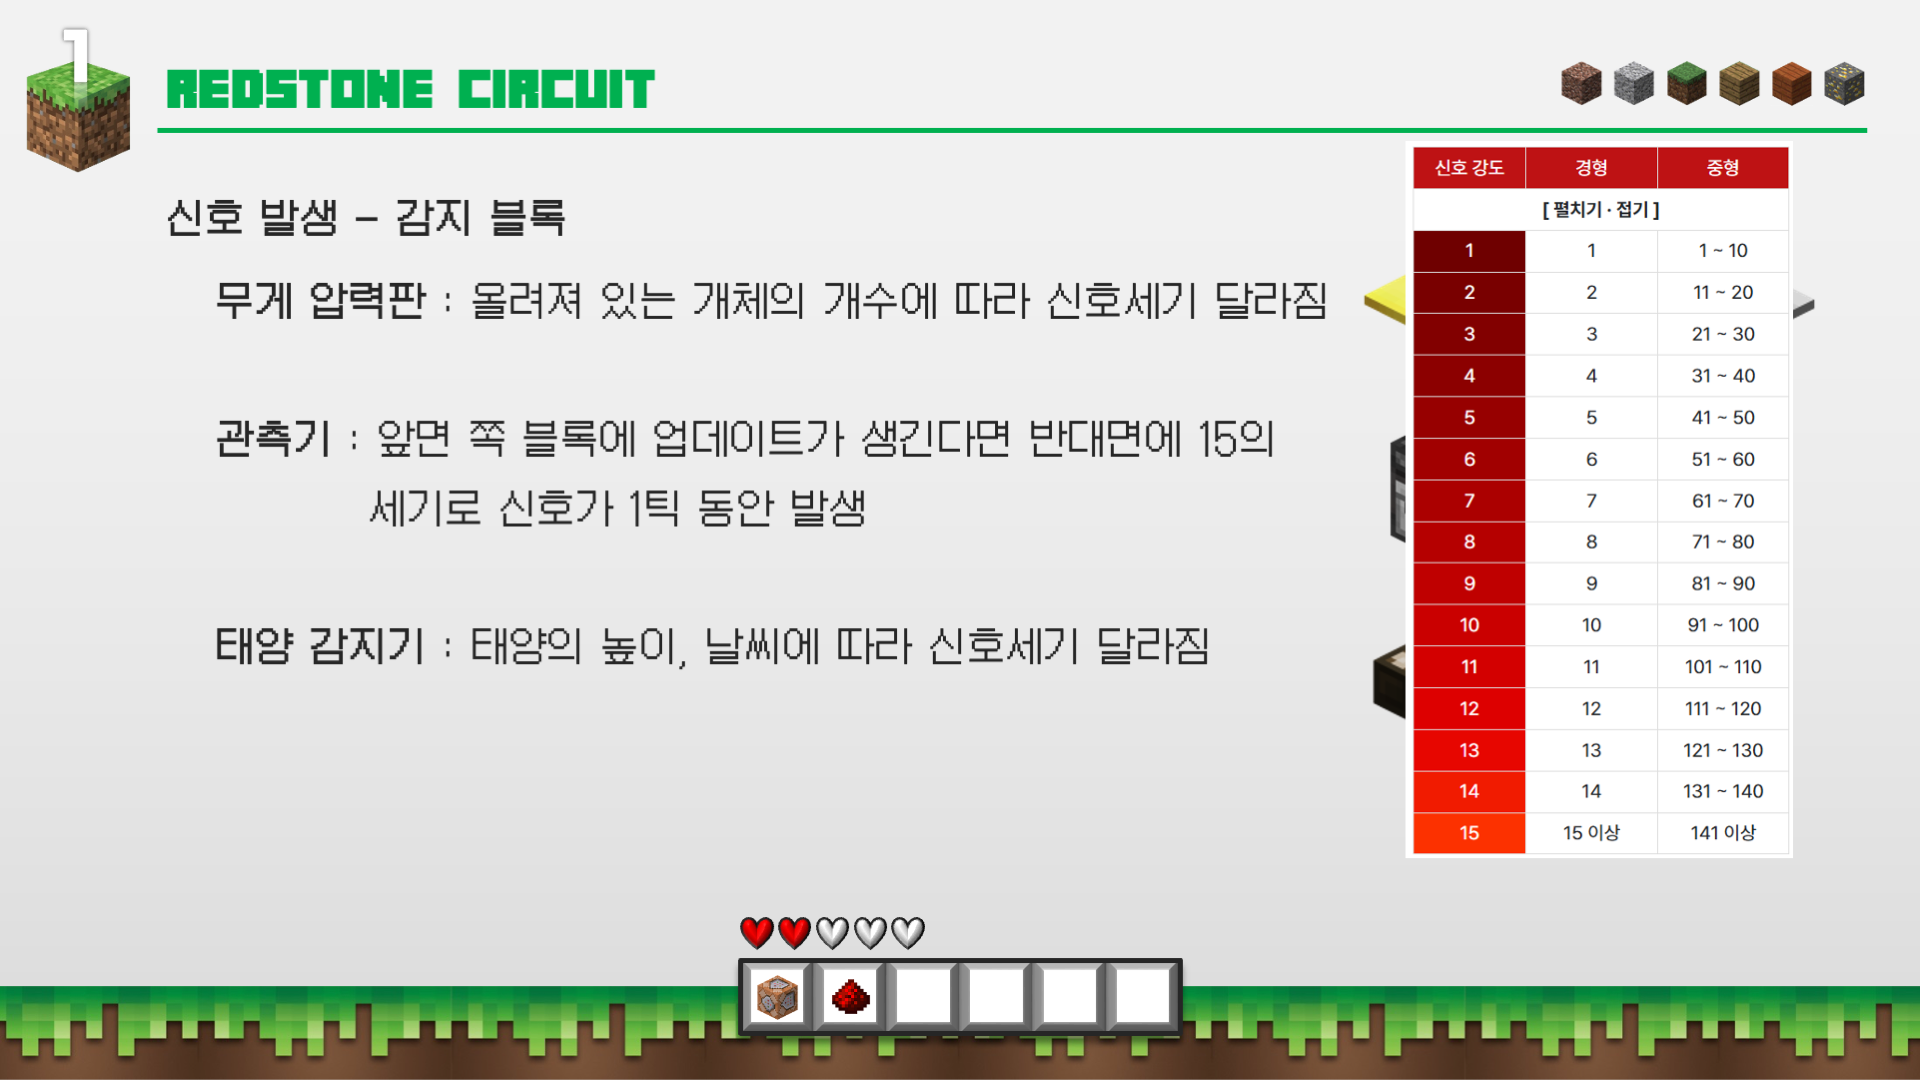 1
REDSTONE CIRCUIT
신호 발생 – 감지 블록
무게 압력판 : 올려져 있는 개체의 개수에 따라 신호세기 달라짐
관측기 : 앞면 쪽 블록에 업데이트가 생긴다면 반대면에 15의
세기로 신호가 1틱 동안 발생
태양 감지기 : 태양의 높이, 날씨에 따라 신호세기 달라짐
신호 강도 경형 중형
[ 펼치기 · 접기 ]
1 1 1 ~ 10
2 2 11 ~ 20
3 3 21 ~ 30
4 4 31 ~ 40
5 5 41 ~ 50
6 6 51 ~ 60
7 7 61 ~ 70
8 8 71 ~ 80
9 9 81 ~ 90
10 10 91 ~ 100
11 11 101 ~ 110
12 12 111 ~ 120
13 13 121 ~ 130
14 14 131 ~ 140
15 15 이상 141 이상